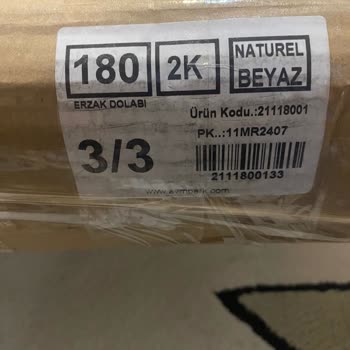 180 2K NATUREL BEYAZ
ERZAK DOLABI
Ürün Kodu.:21118001
PK..:11MR2407
3/3
2111800133